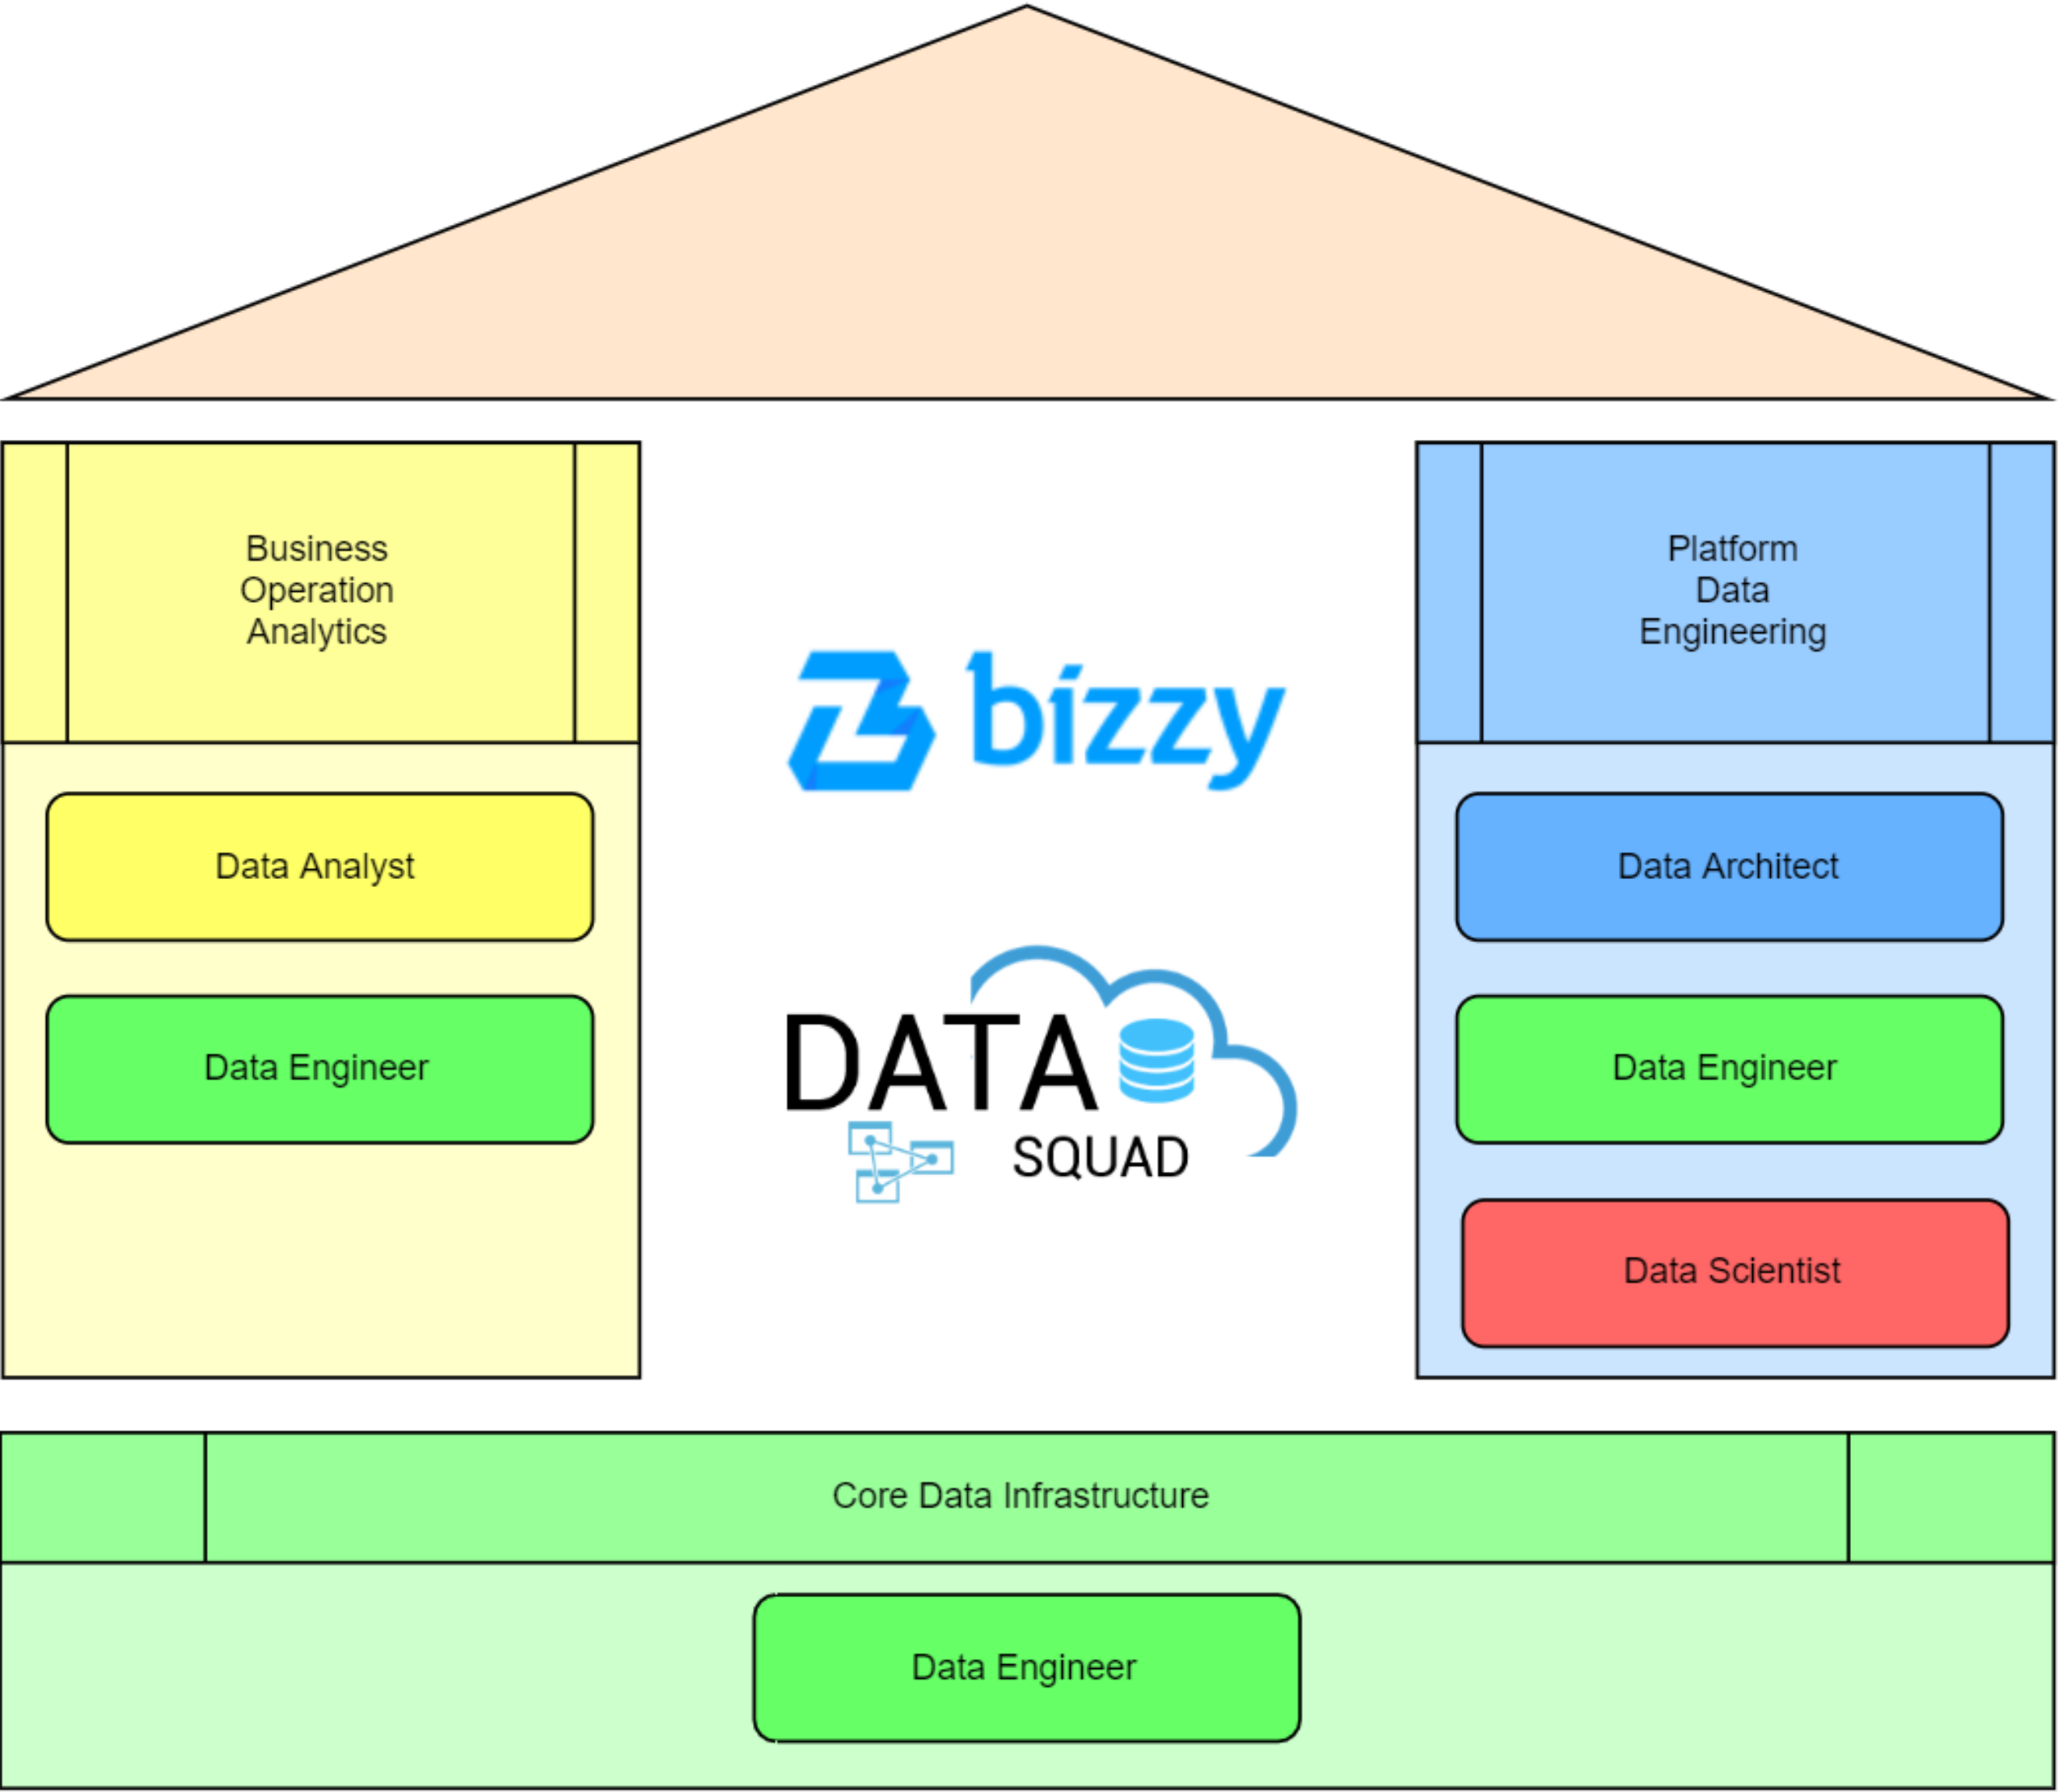 Business
Operation
Analytics
Data Analyst
Data Engineer
bizzy
DATA
SQUAD
Platform
Data
Engineering
Data Architect
Data Engineer
Data Scientist
Core Data Infrastructure
Data Engineer